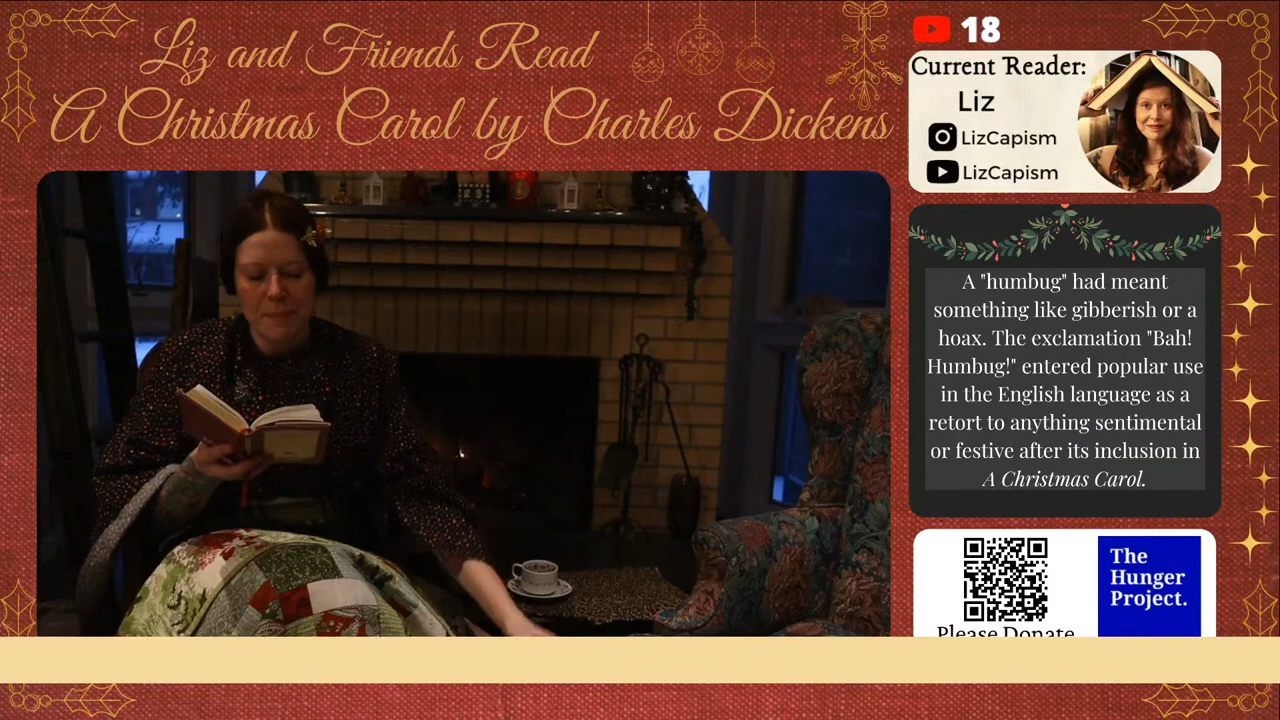 Liz and Friends Read
A Christmas Carol by Charles Dickens
18
Current Reader:
Liz
LizCapism
LizCapism
A "humbug" had meant
something like gibberish or a
hoax. The exclamation "Bah!
Humbug!" entered popular use
in the English language as a
retort to anything sentimental
or festive after its inclusion in
A Christmas Carol.
The
Hunger
Project.
Please Donate